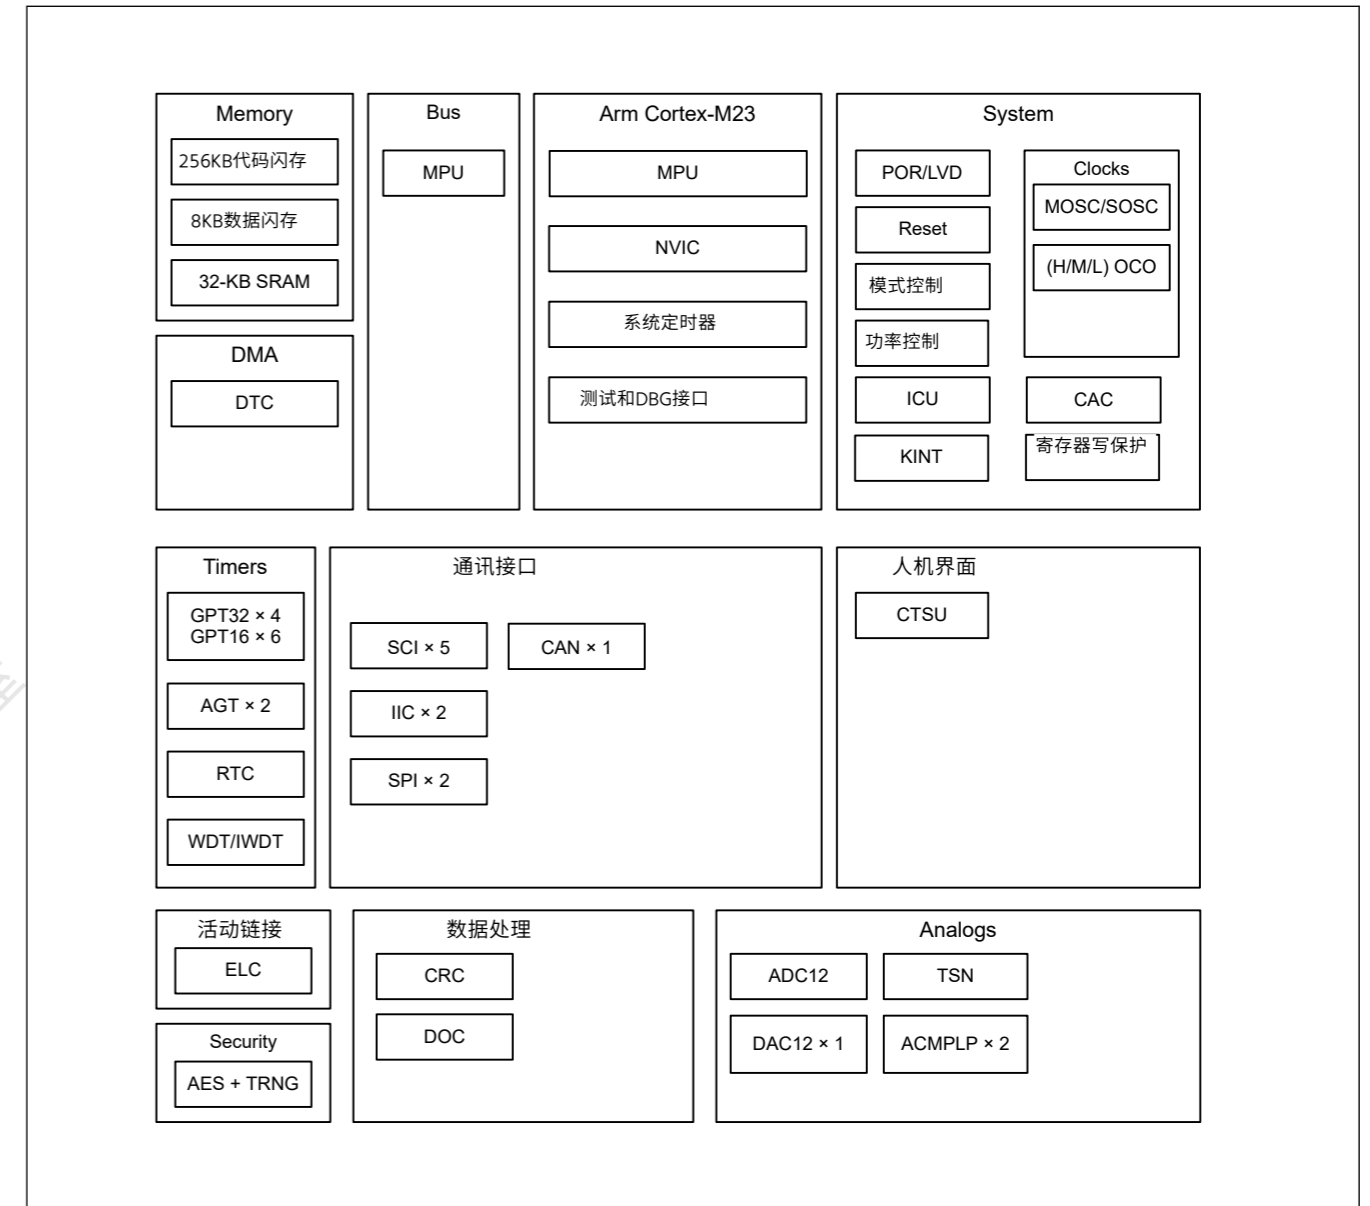 Memory
256KB代码闪存
8KB数据闪存
32-KB SRAM
DMA
DTC
Bus
MPU
Arm Cortex-M23
MPU
NVIC
系统定时器
测试和DBG接口
System
POR/LVD
Reset
模式控制
功率控制
ICU
KINT
Clocks
MOSC/SOSC
(H/M/L) OCO
CAC
寄存器写保护
Timers
GPT32 × 4
GPT16 × 6
AGT × 2
RTC
WDT/IWDT
通讯接口
SCI × 5
CAN × 1
IIC × 2
SPI × 2
人机界面
CTSU
活动链接
ELC
Security
AES + TRNG
数据处理
CRC
DOC
Analogs
ADC12
TSN
DAC12 × 1
ACMPLP × 2